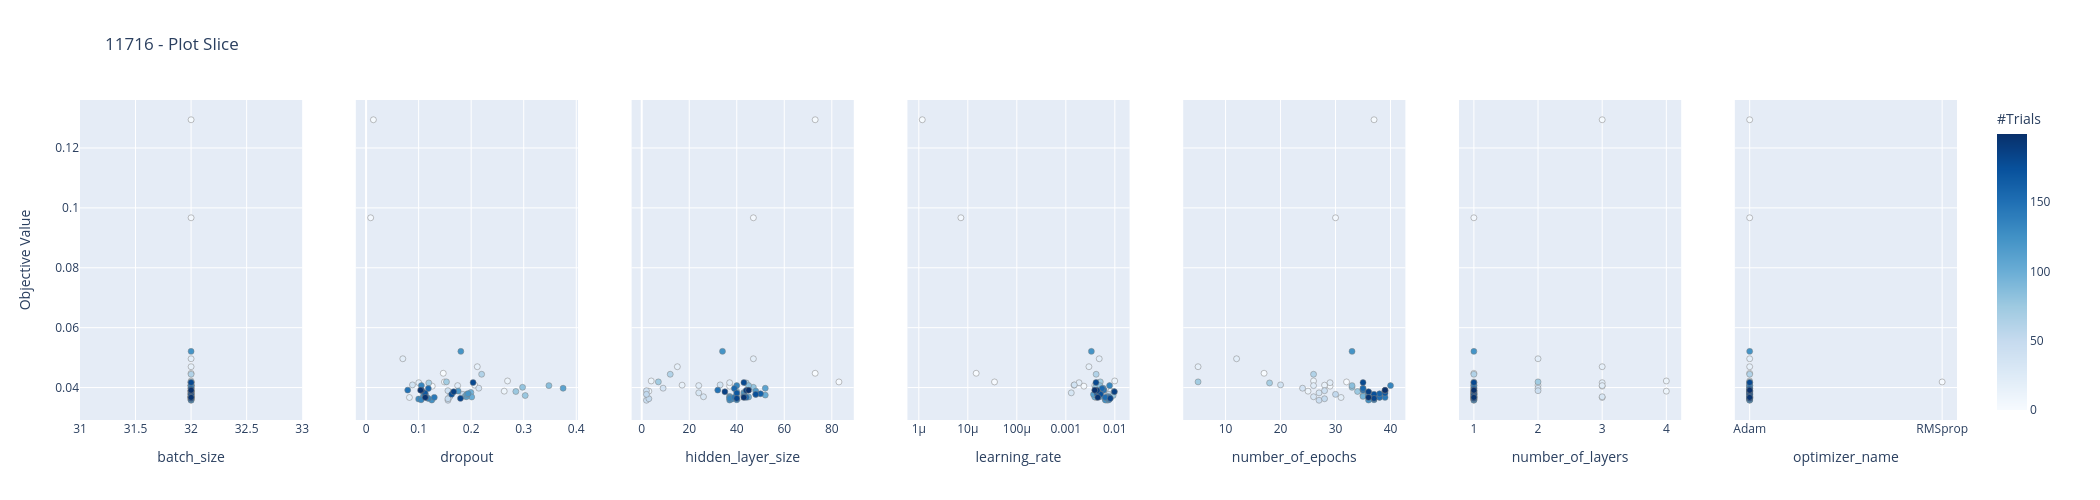 11716 - Plot Slice
#Trials
Objective Value
0.12
0.1
0.08
0.06
0.04
150
100
50
0
31 31.5 32 32.5 33
0 0.1 0.2 0.3 0.4
0 20 40 60 80
1μ 10μ 100μ 0.001 0.01
10 20 30 40
1 2 3 4
Adam RMSprop
batch_size
dropout
hidden_layer_size
learning_rate
number_of_epochs
number_of_layers
optimizer_name